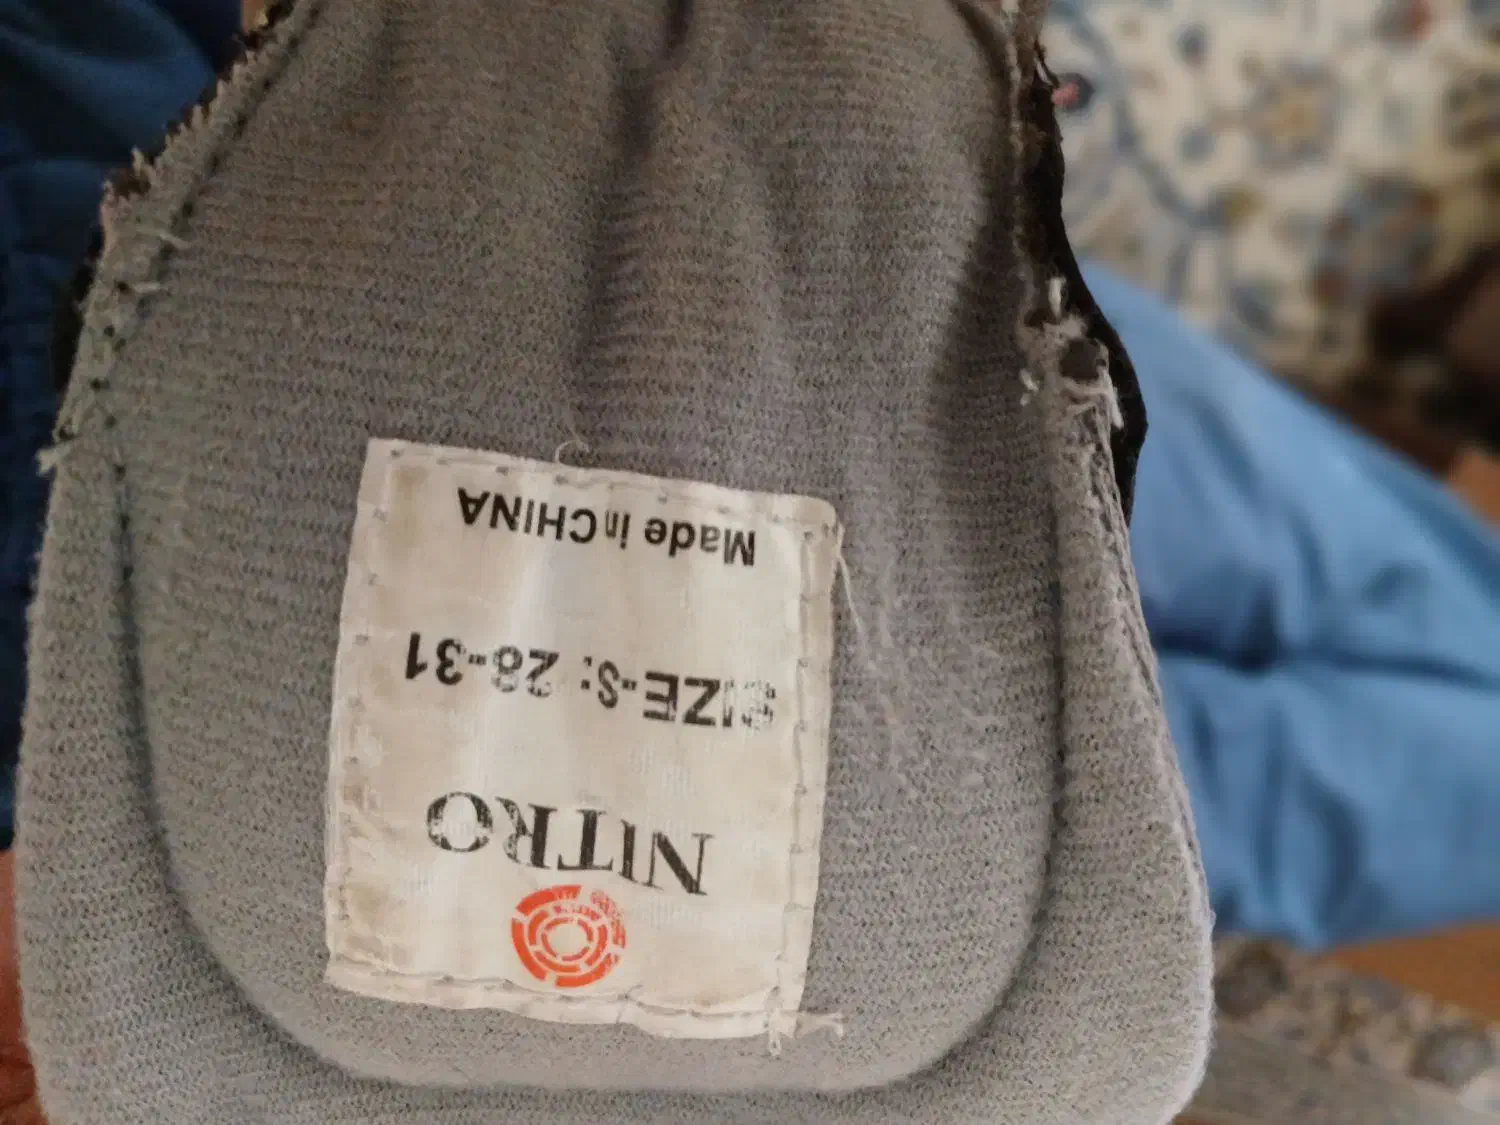 NITRO
SIZE-S: 28-31
Made in CHINA